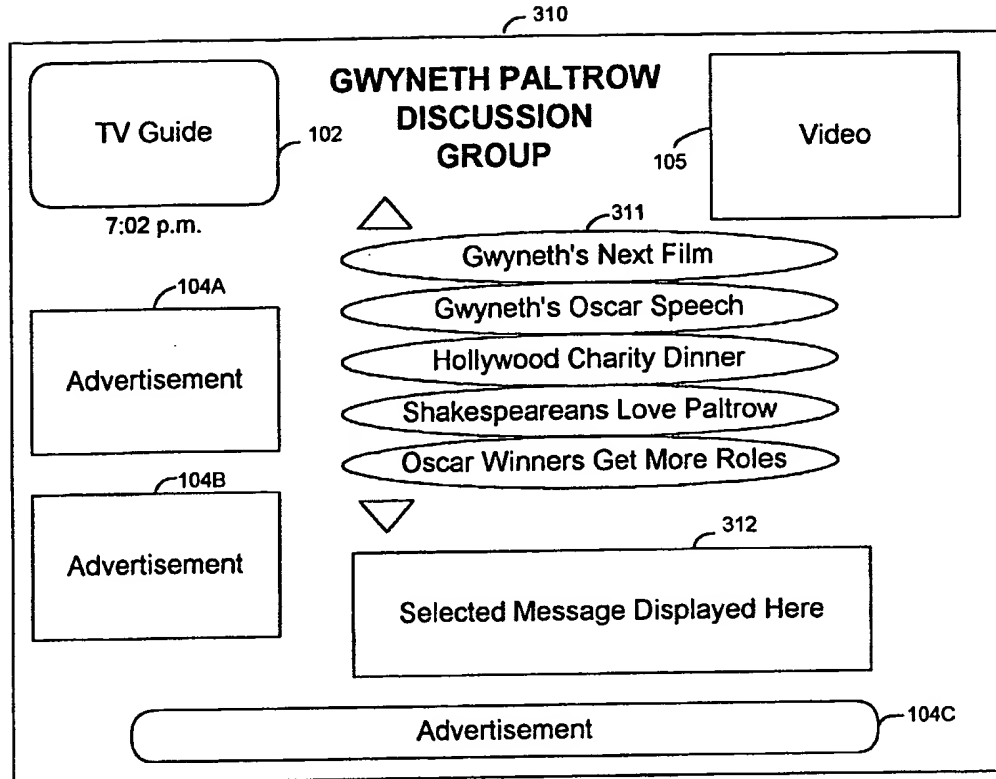 310
GWYNETH PALTROW
DISCUSSION
GROUP
TV Guide
102
105
Video
7:02 p.m.
311
Gwyneth's Next Film
Gwyneth's Oscar Speech
Hollywood Charity Dinner
Shakespeareans Love Paltrow
Oscar Winners Get More Roles
104A
Advertisement
104B
Advertisement
312
Selected Message Displayed Here
Advertisement
104C